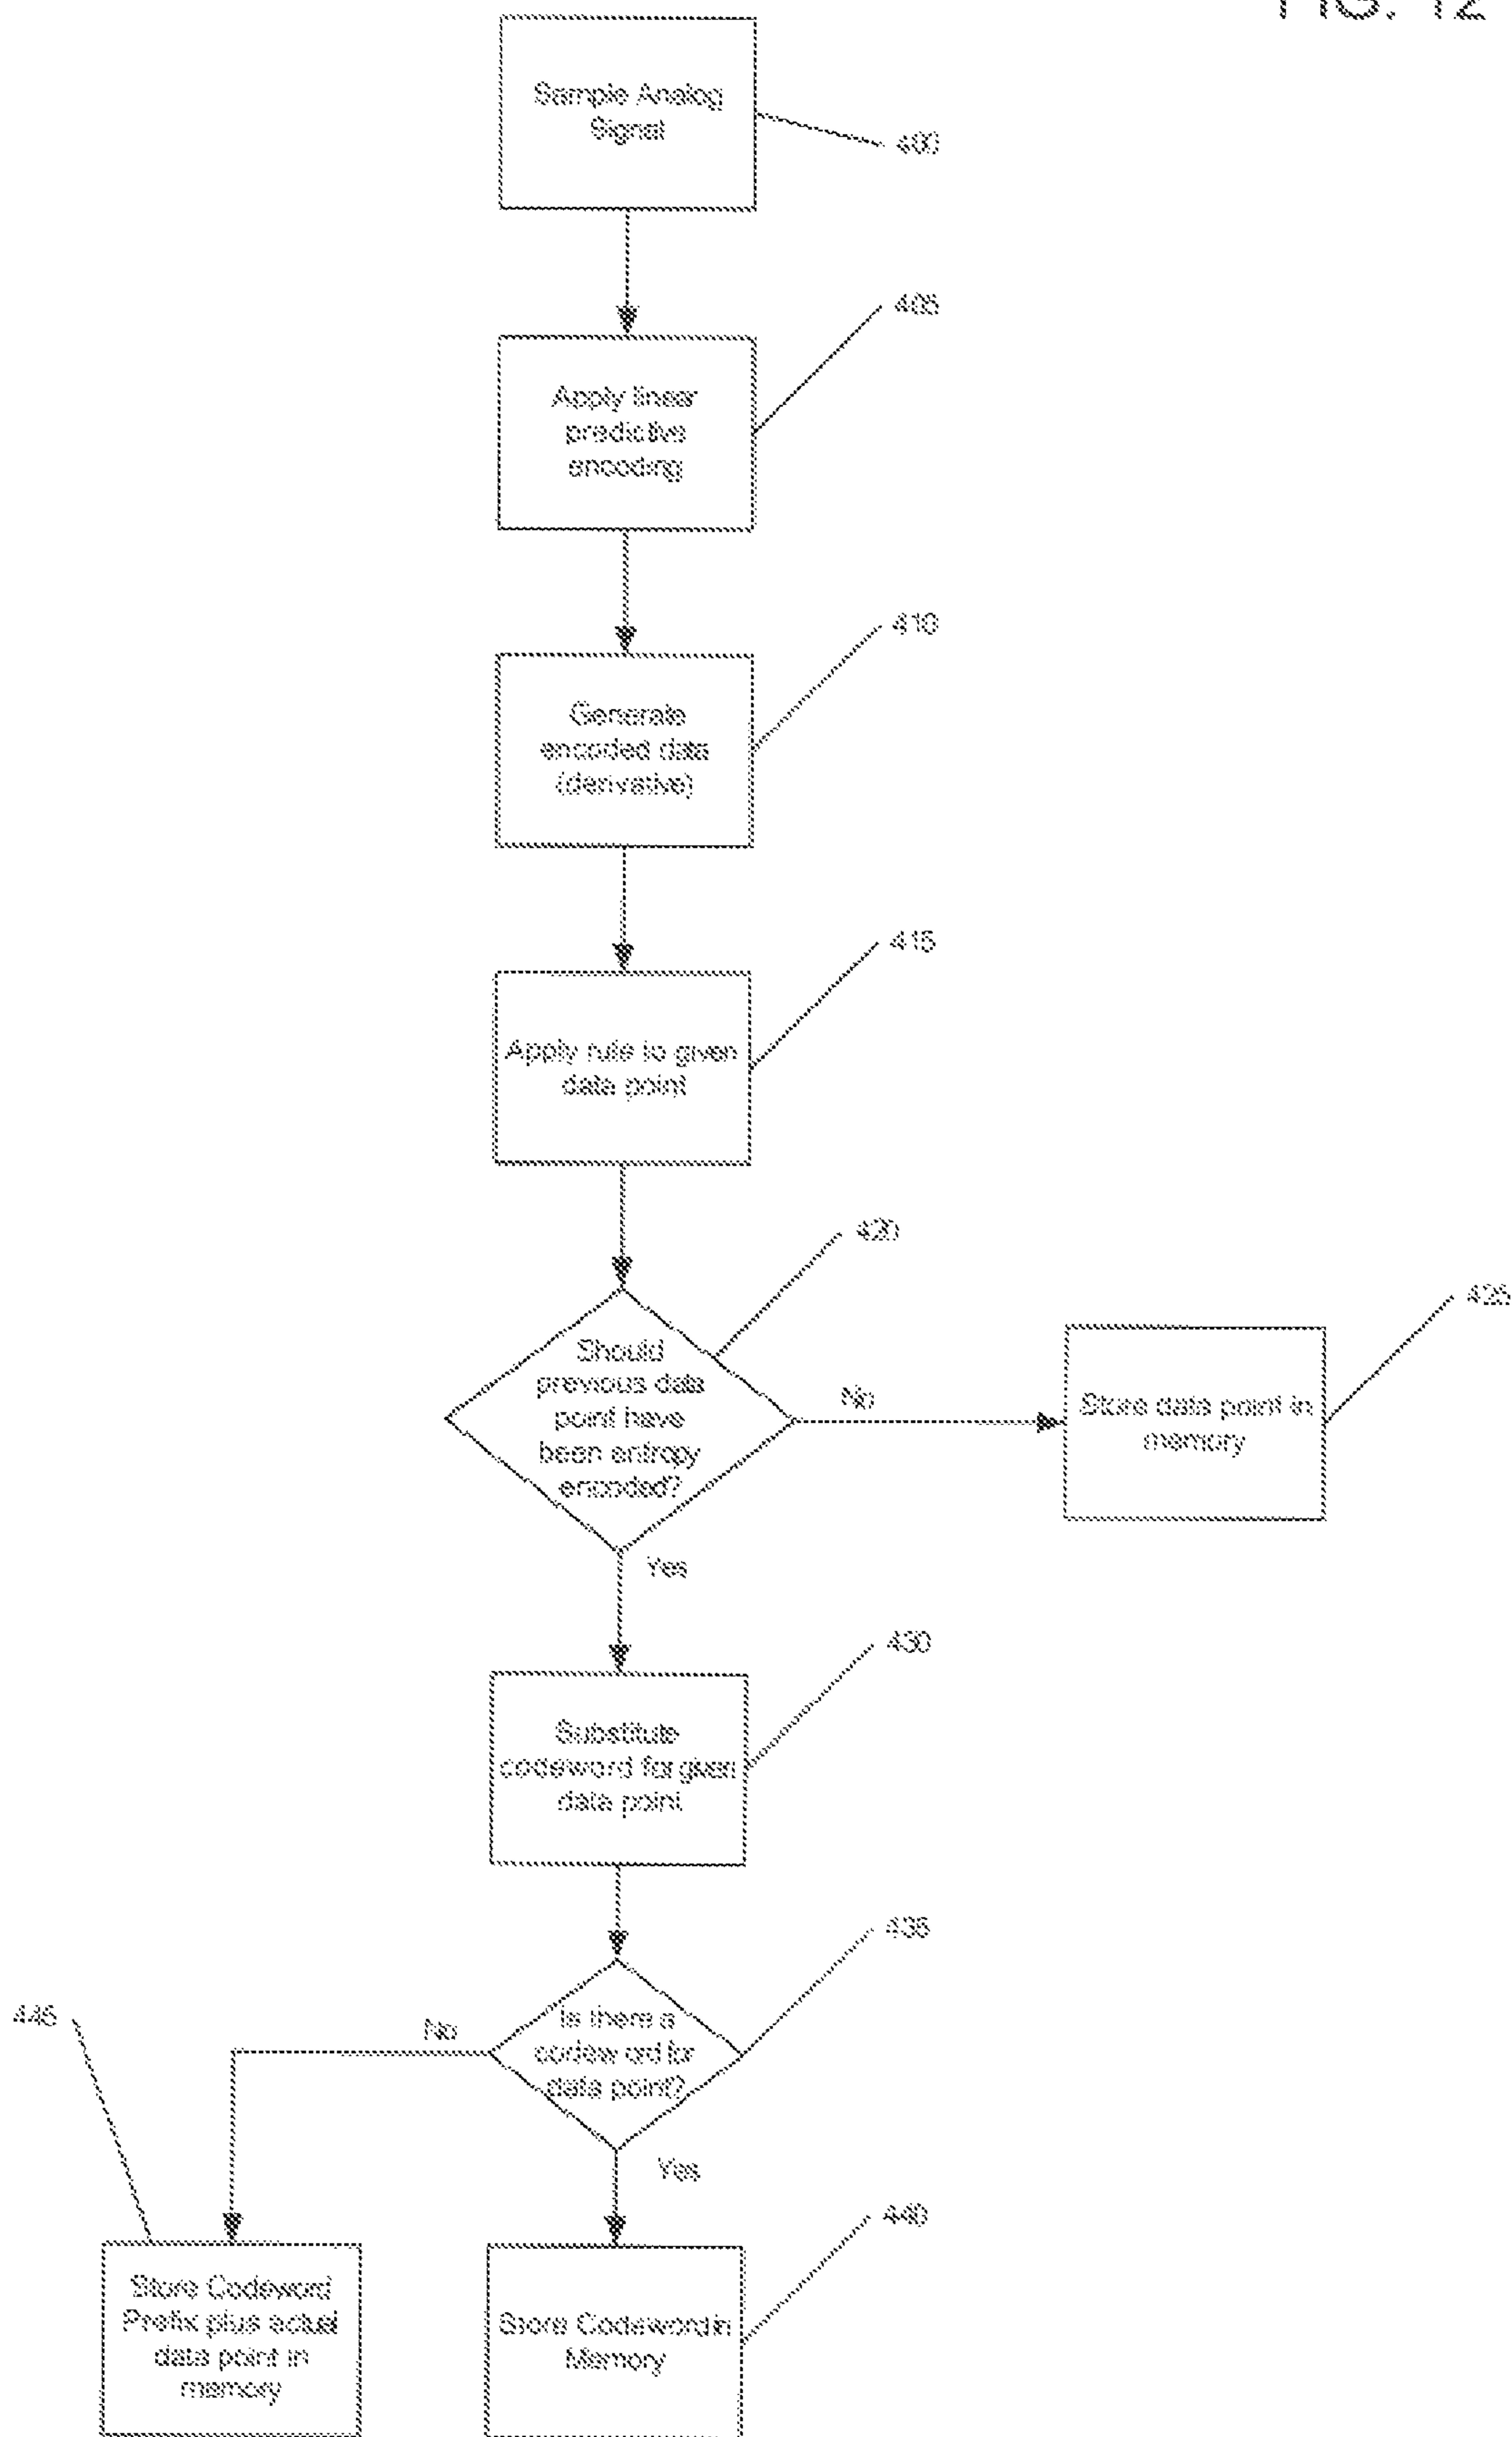 FIG. 12
Sample Analog
Signal
400
405
Apply linear
predictive
encoding
410
Generate
encoded data
(derivative)
415
Apply rule to given
data point
420
425
Should
previous data
point have
been entropy
encoded?
No
Store data point in
memory
Yes
430
Substitute
codeword for given
data point
435
445
No
Is there a
codeword for
data point?
Yes
440
Store Codeword
Prefix plus actual
data point in
memory
Store Codeword in
Memory